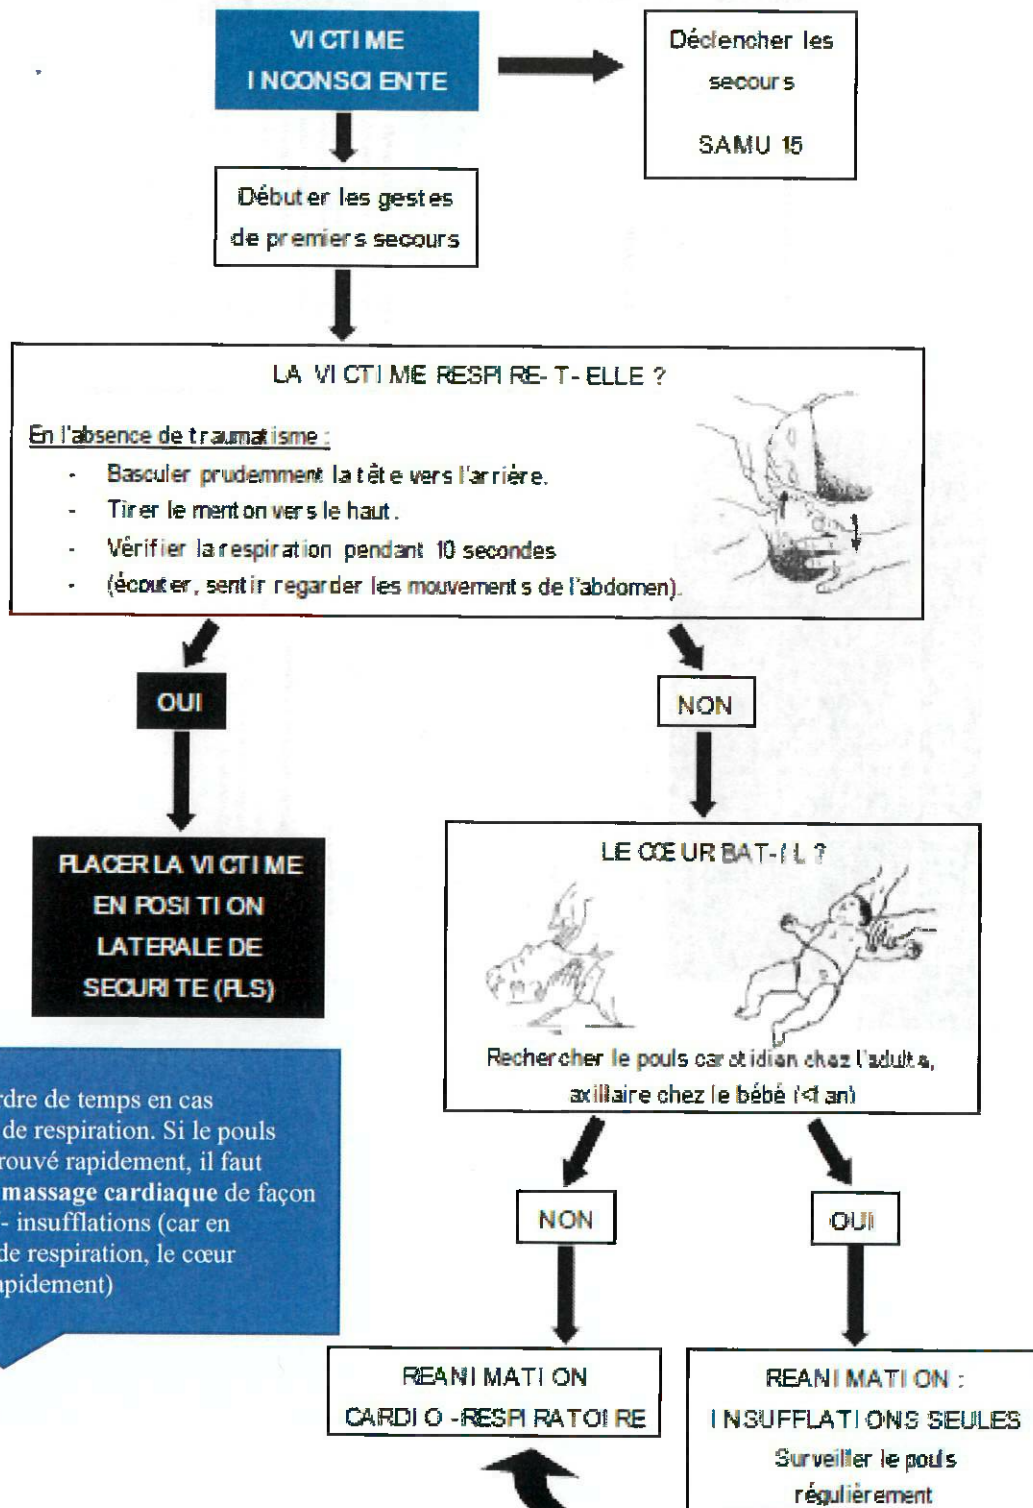 VICTIME
INCONSCIENTE
Déclencher les
secours
SAMU 15
Débuter les gestes
de premiers secours
LA VICTIME RESPIRE-T-ELLE ?
En l'absence de traumatisme :
- Basculer prudemment la tête vers l'arrière.
- Tirer le menton vers le haut.
- Vérifier la respiration pendant 10 secondes
- (écouter, sentir regarder les mouvements de l'abdomen).
OUI
NON
PLACER LA VICTIME
EN POSITION
LATERALE DE
SECURITE (PLS)
LE CŒUR BAT-IL ?
Rechercher le pouls carotidien chez l'adulte,
axillaire chez le bébé (<1 an)
rdre de temps en cas
de respiration. Si le pouls
rouvé rapidement, il faut
massage cardiaque de façon
- insufflations (car en
de respiration, le cœur
apidement)
NON
OUI
REANIMATION
CARDIO-RESPIRATOIRE
REANIMATION :
INSUFFLATIONS SEULES
Surveiller le pouls
régulièrement